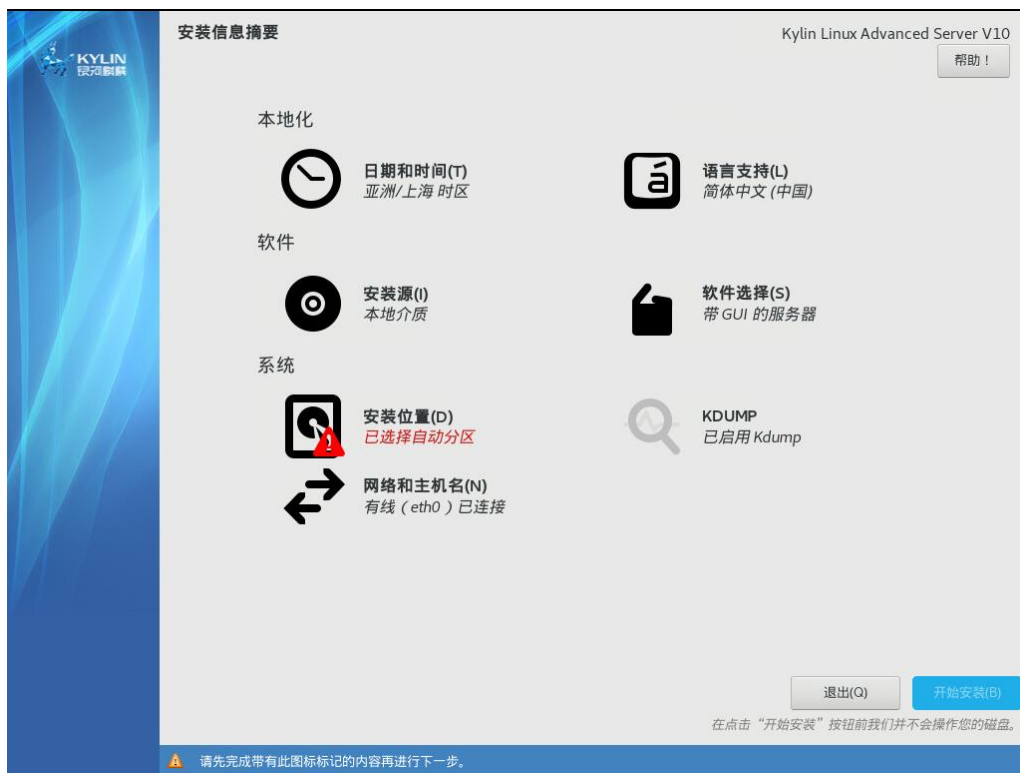 KYLIN
银河麒麟
安装信息摘要
Kylin Linux Advanced Server V10
帮助！
本地化
日期和时间(T)
亚洲/上海 时区
语言支持(L)
简体中文 (中国)
软件
安装源(I)
本地介质
软件选择(S)
带 GUI 的服务器
系统
安装位置(D)
已选择自动分区
KDUMP
已启用 Kdump
网络和主机名(N)
有线（eth0）已连接
退出(Q)
开始安装(B)
在点击“开始安装”按钮前我们并不会操作您的磁盘。
请先完成带有此图标标记的内容再进行下一步。